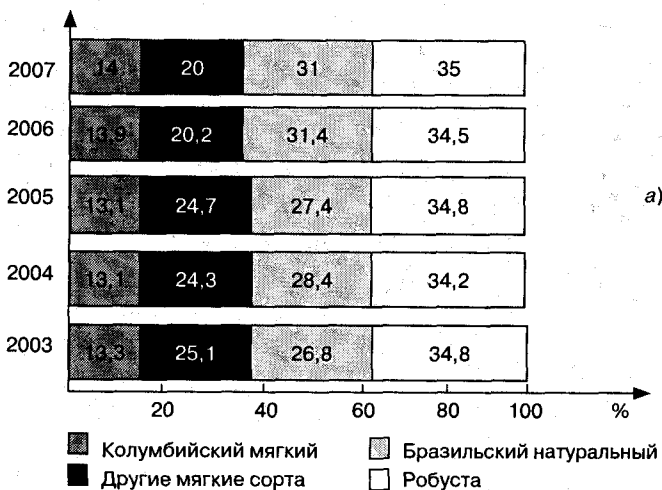 2007 14 20 31 35
2006 13,9 20,2 31,4 34,5
2005 13,1 24,7 27,4 34,8 а)
2004 13,1 24,3 28,4 34,2
2003 13,3 25,1 26,8 34,8
20 40 60 80 100 %
Колумбийский мягкий Бразильский натуральный
Другие мягкие сорта Робуста